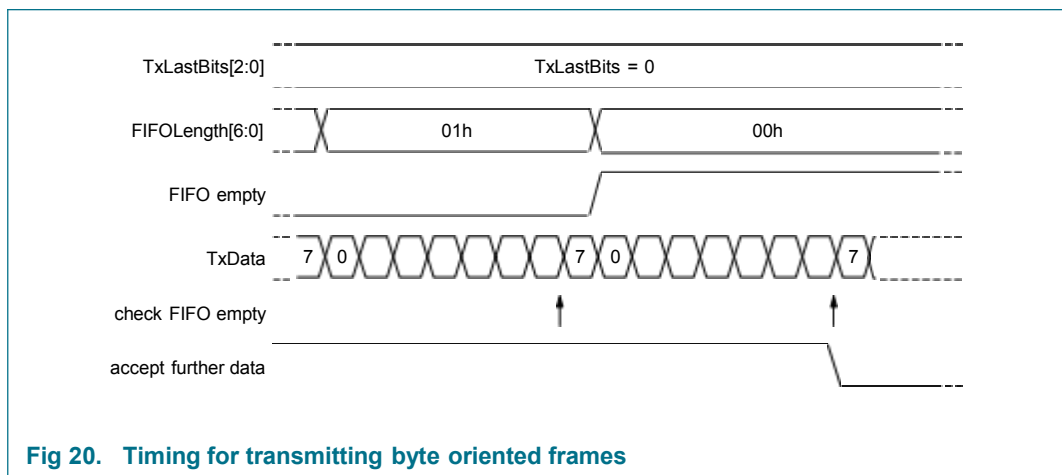 TxLastBits[2:0] TxLastBits = 0
FIFOLength[6:0] 01h 00h
FIFO empty
TxData 7 0 7 0 7
check FIFO empty
accept further data
Fig 20. Timing for transmitting byte oriented frames